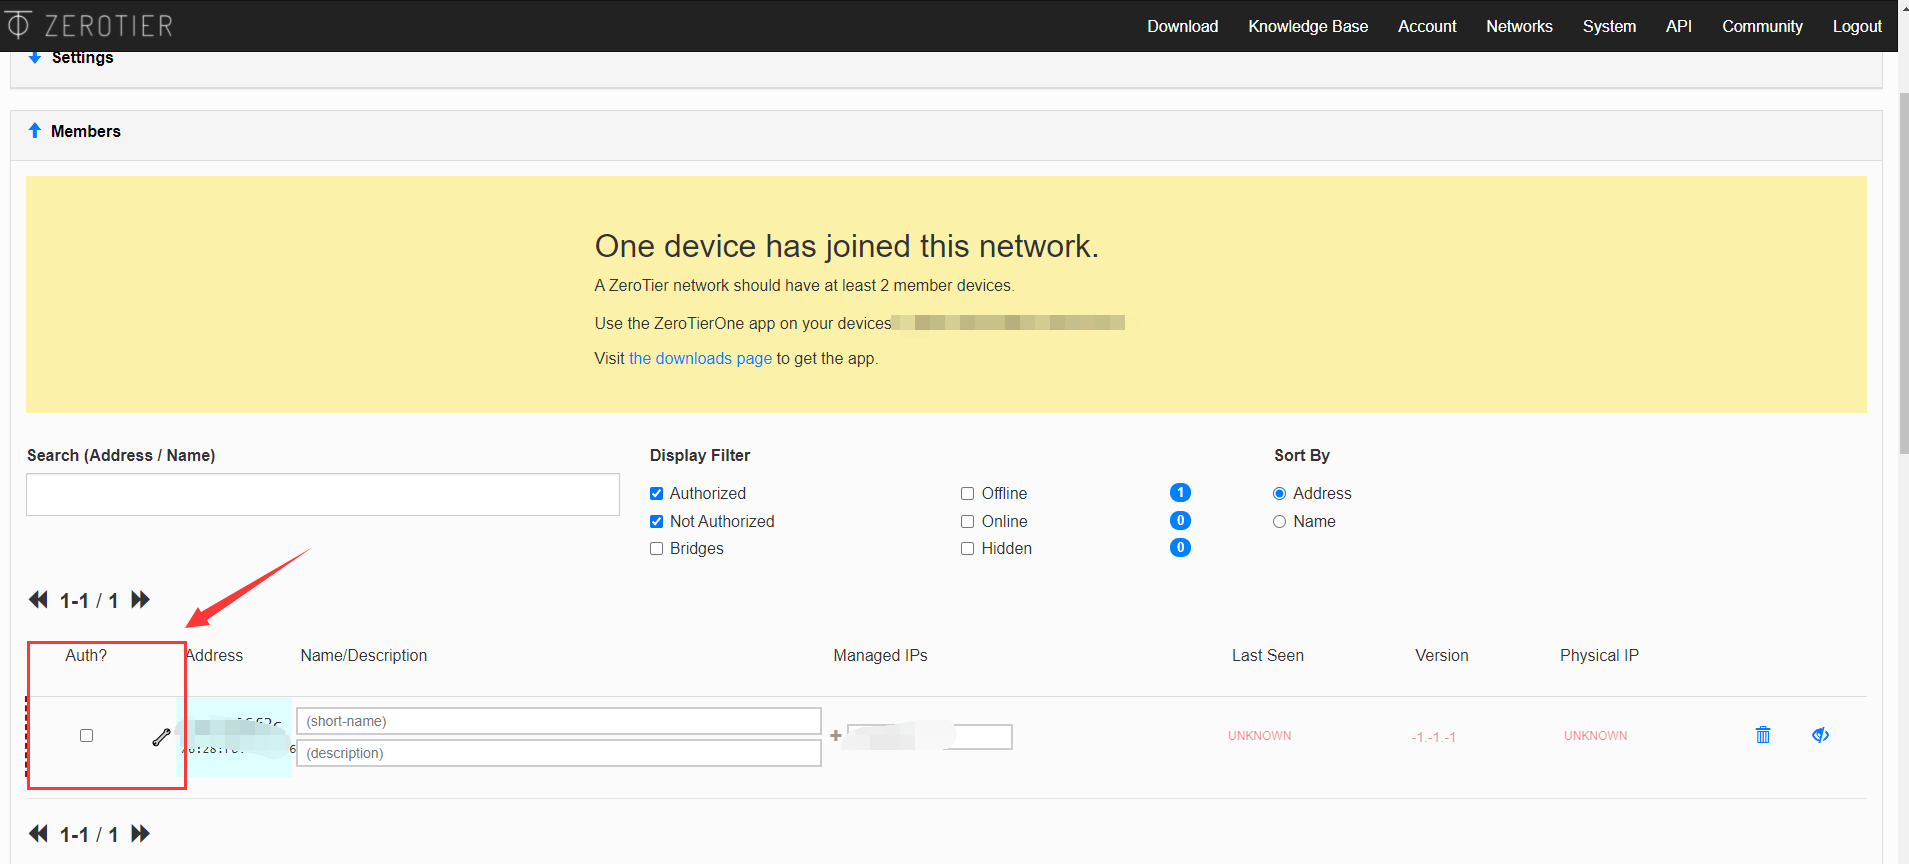 ZEROTIER
Download Knowledge Base Account Networks System API Community Logout
Settings
Members
One device has joined this network.
A ZeroTier network should have at least 2 member devices.
Use the ZeroTierOne app on your devices
Visit the downloads page to get the app.
Search (Address / Name) Display Filter Sort By
Authorized Offline 1 Address
Not Authorized Online 0 Name
Bridges Hidden 0
1-1 / 1
Auth? Address Name/Description Managed IPs Last Seen Version Physical IP
(short-name)
+ UNKNOWN -1.-1.-1 UNKNOWN
(description)
1-1 / 1